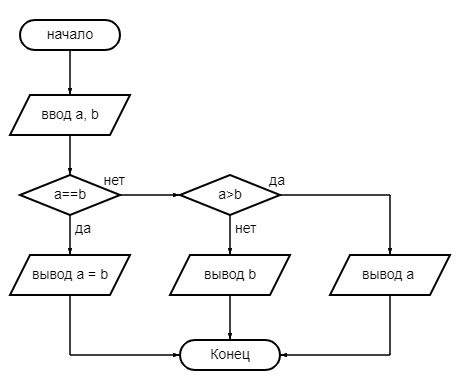 начало
ввод a, b
a==b
нет
a>b
да
да
нет
вывод a = b
вывод b
вывод a
Конец